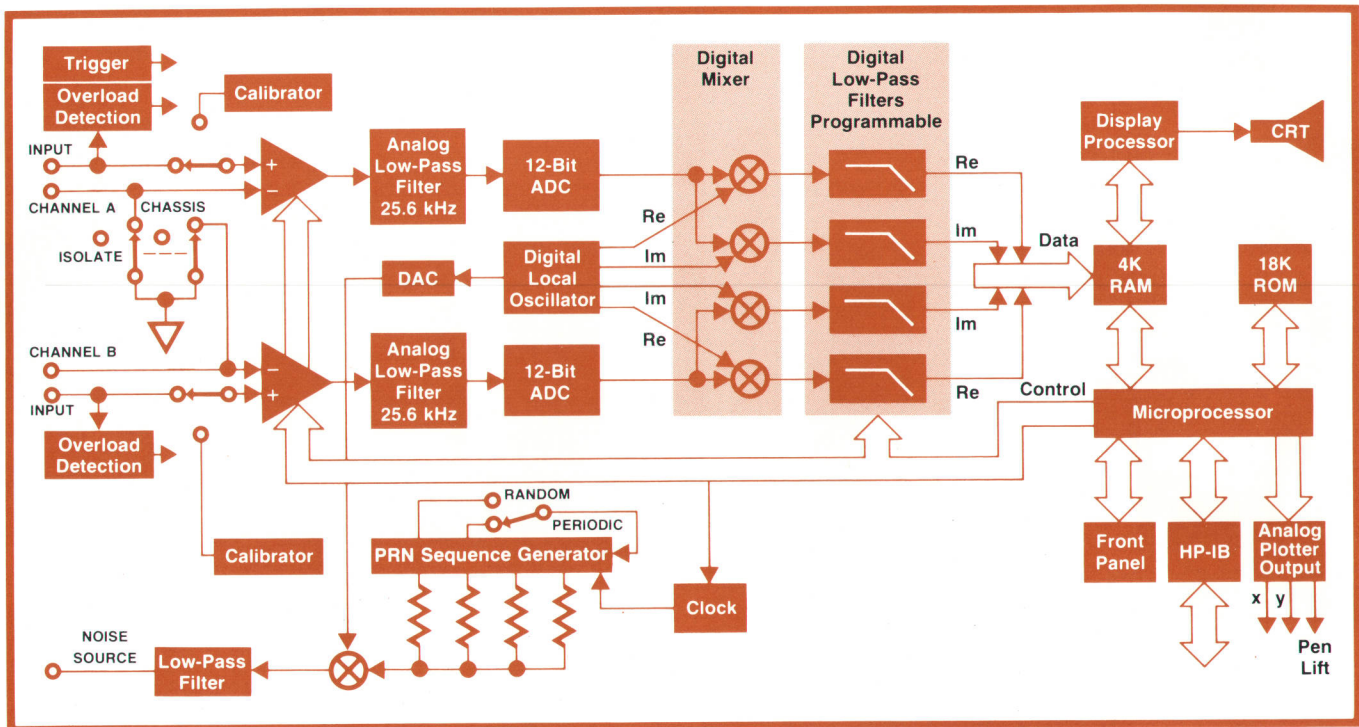 Trigger
Overload
Detection
Calibrator
INPUT
CHANNEL A
CHASSIS
ISOLATE
+
−
Analog
Low-Pass
Filter
25.6 kHz
12-Bit
ADC
Digital
Mixer
Digital
Low-Pass
Filters
Programmable
Re
Im
Im
Re
DAC
Digital
Local
Oscillator
Re
Im
Im
Re
Data
Display
Processor
CRT
4K
RAM
18K
ROM
CHANNEL B
INPUT
−
+
Overload
Detection
Calibrator
Analog
Low-Pass
Filter
25.6 kHz
12-Bit
ADC
Control
Microprocessor
RANDOM
PERIODIC
PRN Sequence Generator
Clock
Front
Panel
HP-IB
Analog
Plotter
Output
x
y
Pen
Lift
NOISE
SOURCE
Low-Pass
Filter